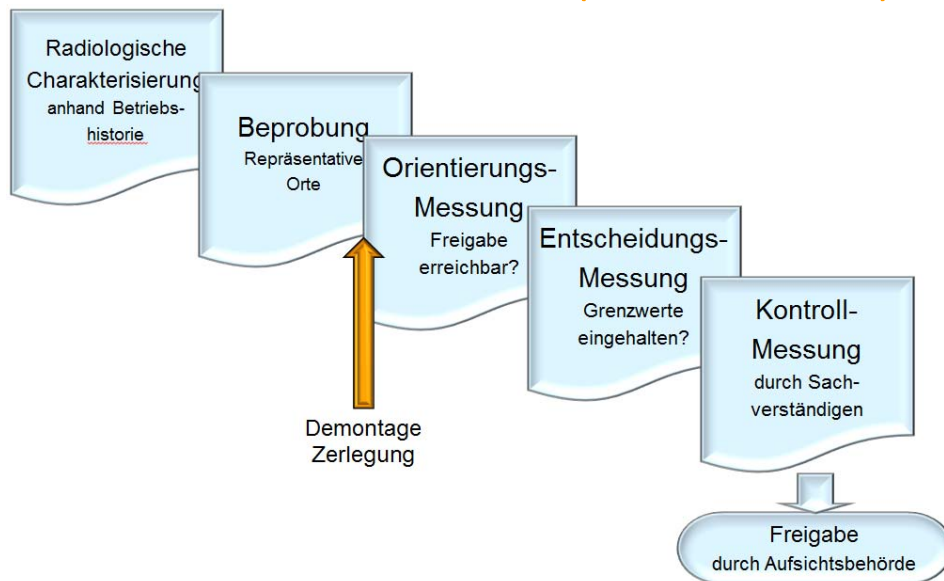 Radiologische
Charakterisierung
anhand Betriebs-
historie
Beprobung
Repräsentative
Orte
Orientierungs-
Messung
Freigabe
erreichbar?
Entscheidungs-
Messung
Grenzwerte
eingehalten?
Kontroll-
Messung
durch Sach-
verständigen
Demontage
Zerlegung
Freigabe
durch Aufsichtsbehörde